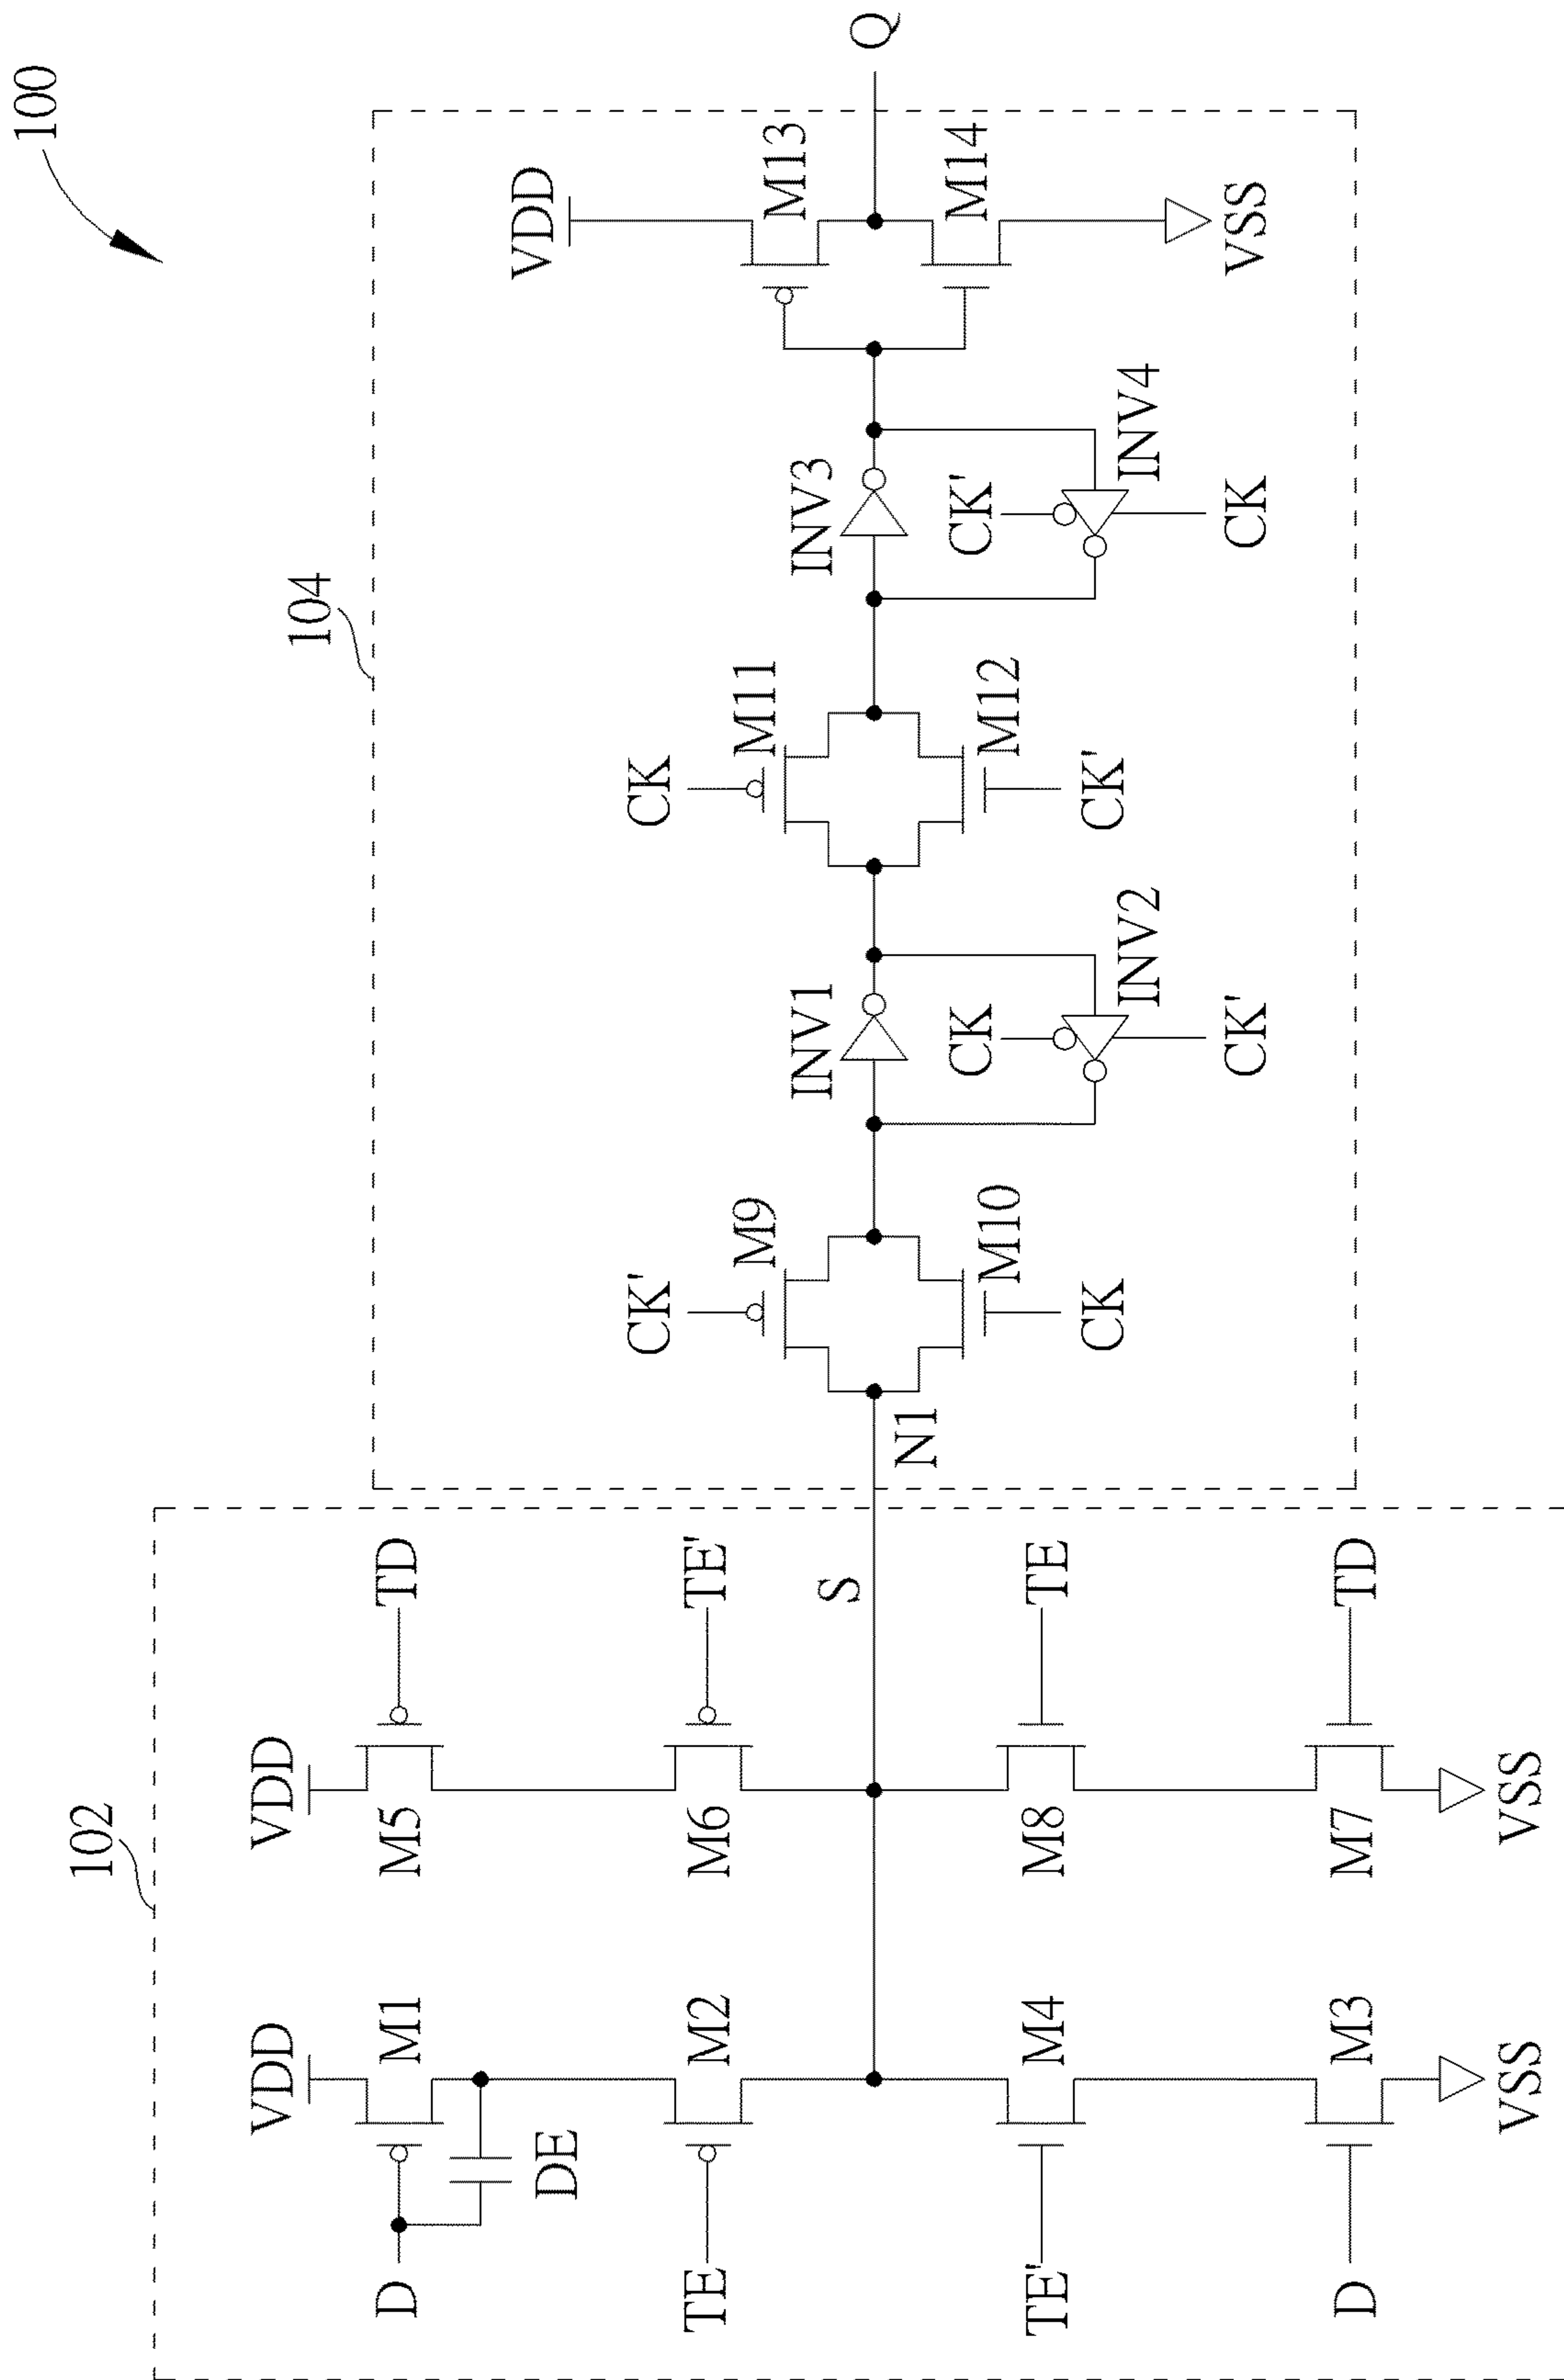 100
102
VDD
D
M1
DE
TE
M2
TE'
M4
D
M3
VSS
VDD
TD
M5
TE'
M6
S
TE
M8
TD
M7
VSS
104
N1
CK'
M9
M10
CK
INV1
CK
INV2
CK'
CK
M11
M12
CK'
INV3
CK'
INV4
CK
VDD
M13
M14
VSS
Q